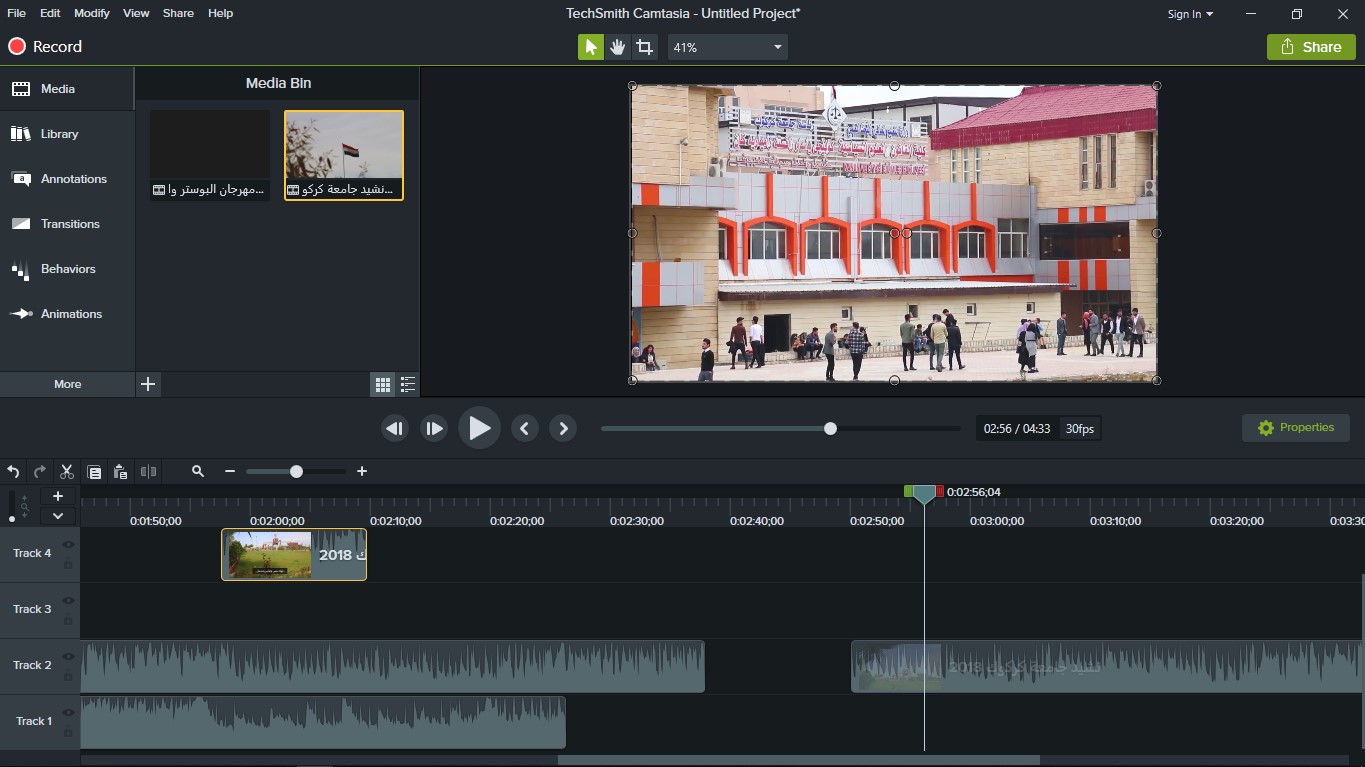 File Edit Modify View Share Help
TechSmith Camtasia - Untitled Project*
Sign In
Record
41%
Share
Media
Library
Annotations
Transitions
Behaviors
Animations
More
Media Bin
مهرجان البوستر وا...
نشيد جامعة كركو...
02:56 / 04:33
30fps
Properties
0:02:56;04
0:01:50;00 0:02:00;00 0:02:10;00 0:02:20;00 0:02:30;00 0:02:40;00 0:02:50;00 0:03:00;00 0:03:10;00 0:03:20;00 0:03:30
Track 4
ك 2018
Track 3
Track 2
نشيد جامعة كركوك 2018
Track 1